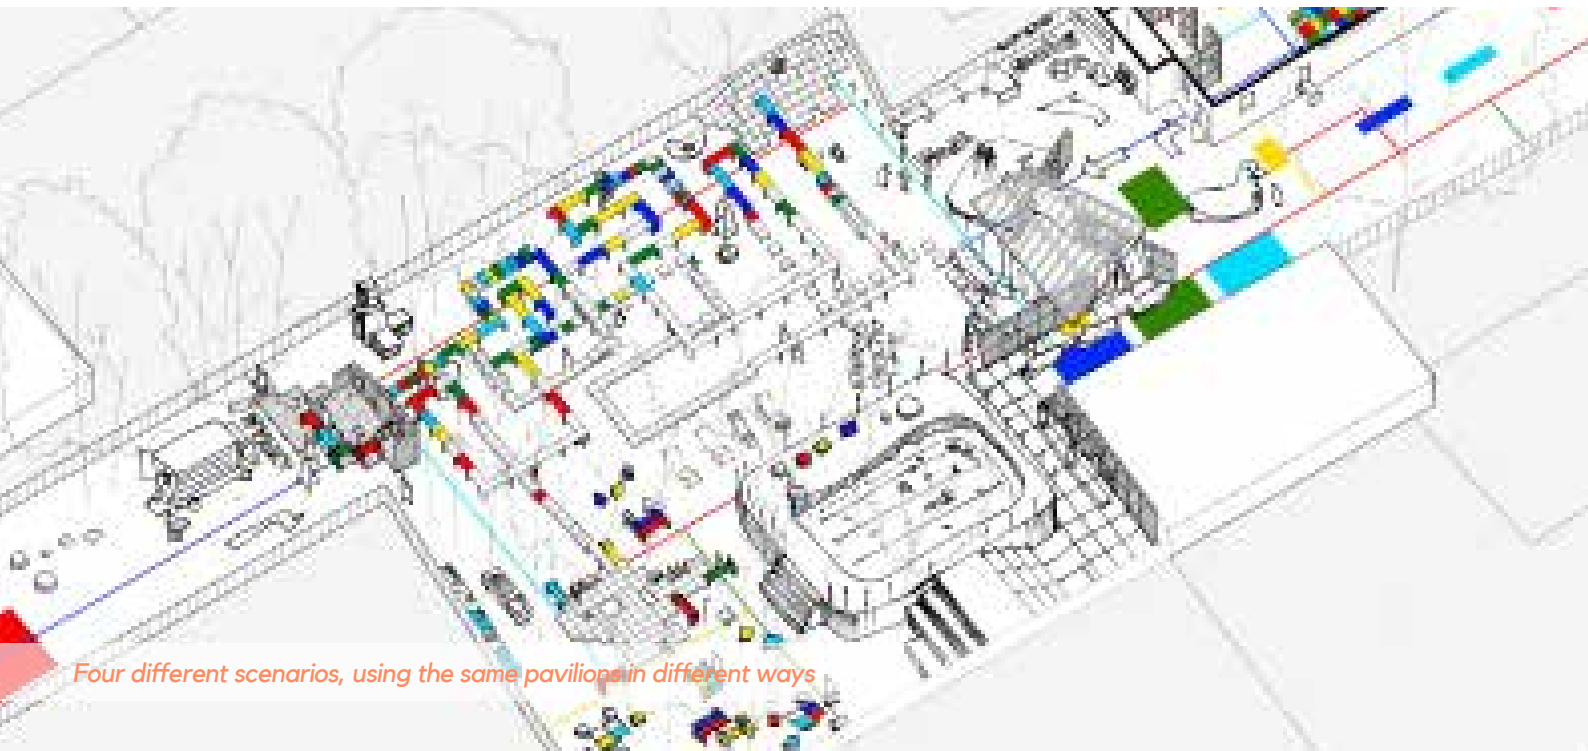 Four different scenarios, using the same pavilions in different ways